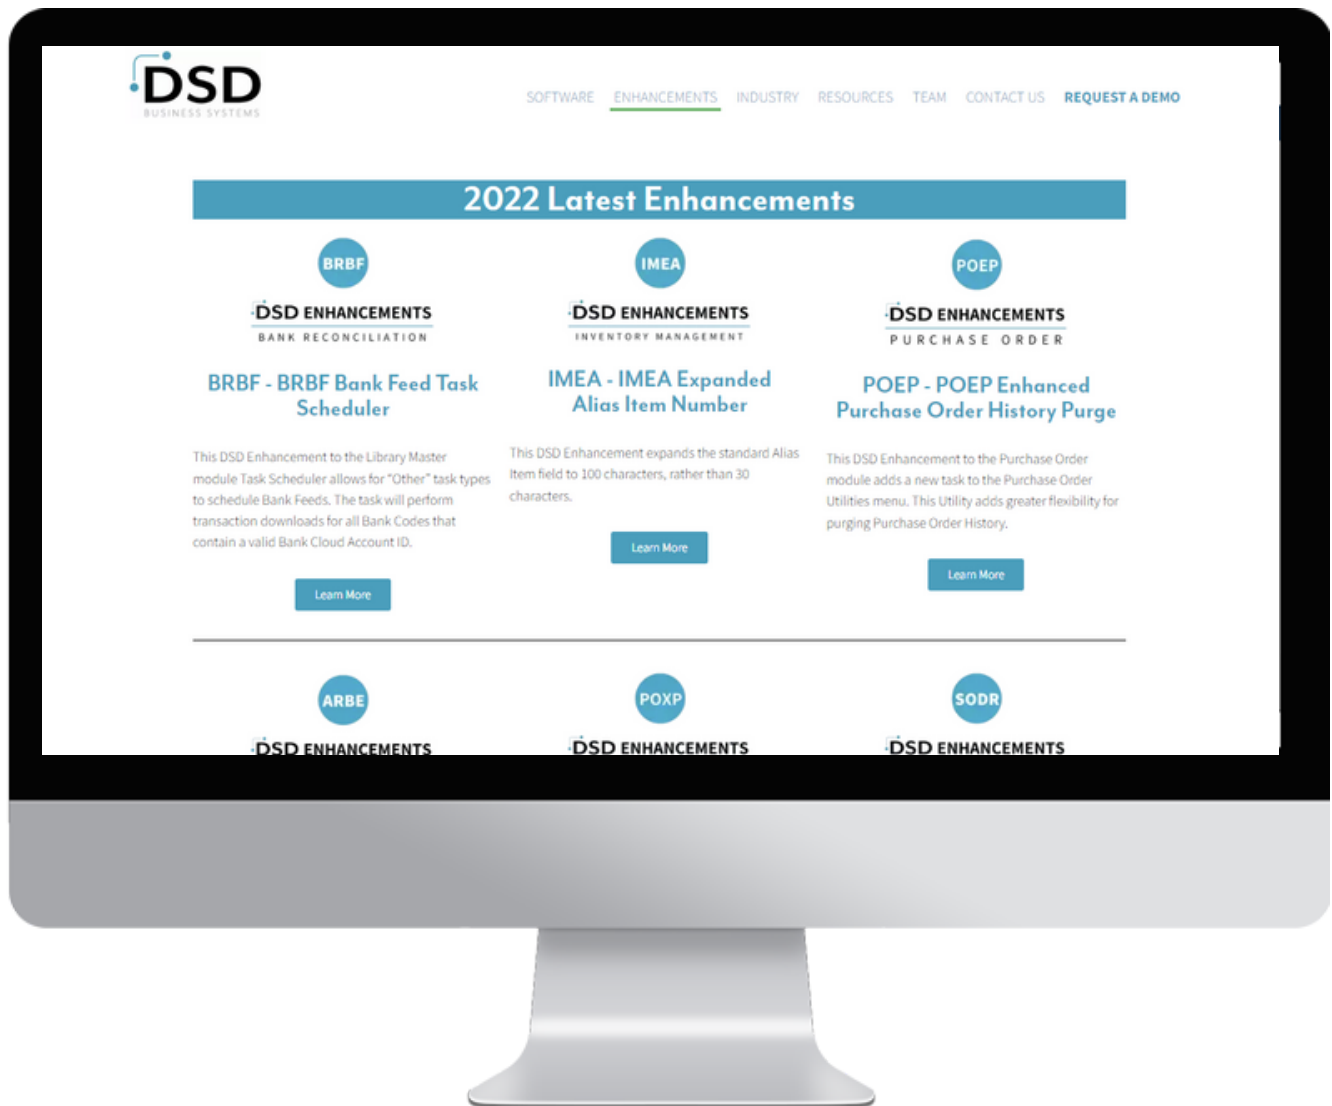 DSD
BUSINESS SYSTEMS
SOFTWARE ENHANCEMENTS INDUSTRY RESOURCES TEAM CONTACT US REQUEST A DEMO
2022 Latest Enhancements
BRBF
DSD ENHANCEMENTS
BANK RECONCILIATION
BRBF - BRBF Bank Feed Task
Scheduler
This DSD Enhancement to the Library Master
module Task Scheduler allows for “Other” task types
to schedule Bank Feeds. The task will perform
transaction downloads for all Bank Codes that
contain a valid Bank Cloud Account ID.
Learn More
IMEA
DSD ENHANCEMENTS
INVENTORY MANAGEMENT
IMEA - IMEA Expanded
Alias Item Number
This DSD Enhancement expands the standard Alias
Item field to 100 characters, rather than 30
characters.
Learn More
POEP
DSD ENHANCEMENTS
PURCHASE ORDER
POEP - POEP Enhanced
Purchase Order History Purge
This DSD Enhancement to the Purchase Order
module adds a new task to the Purchase Order
Utilities menu. This Utility adds greater flexibility for
purging Purchase Order History.
Learn More
ARBE
DSD ENHANCEMENTS
POXP
DSD ENHANCEMENTS
SODR
DSD ENHANCEMENTS